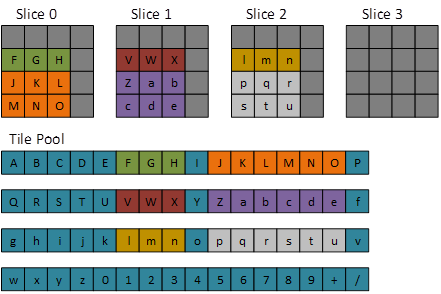 Slice 0 Slice 1 Slice 2 Slice 3
F G H V W X l m n
J K L Z a b p q r
M N O c d e s t u
Tile Pool
A B C D E F G H I J K L M N O P
Q R S T U V W X Y Z a b c d e f
g h i j k l m n o p q r s t u v
w x y z 0 1 2 3 4 5 6 7 8 9 + /